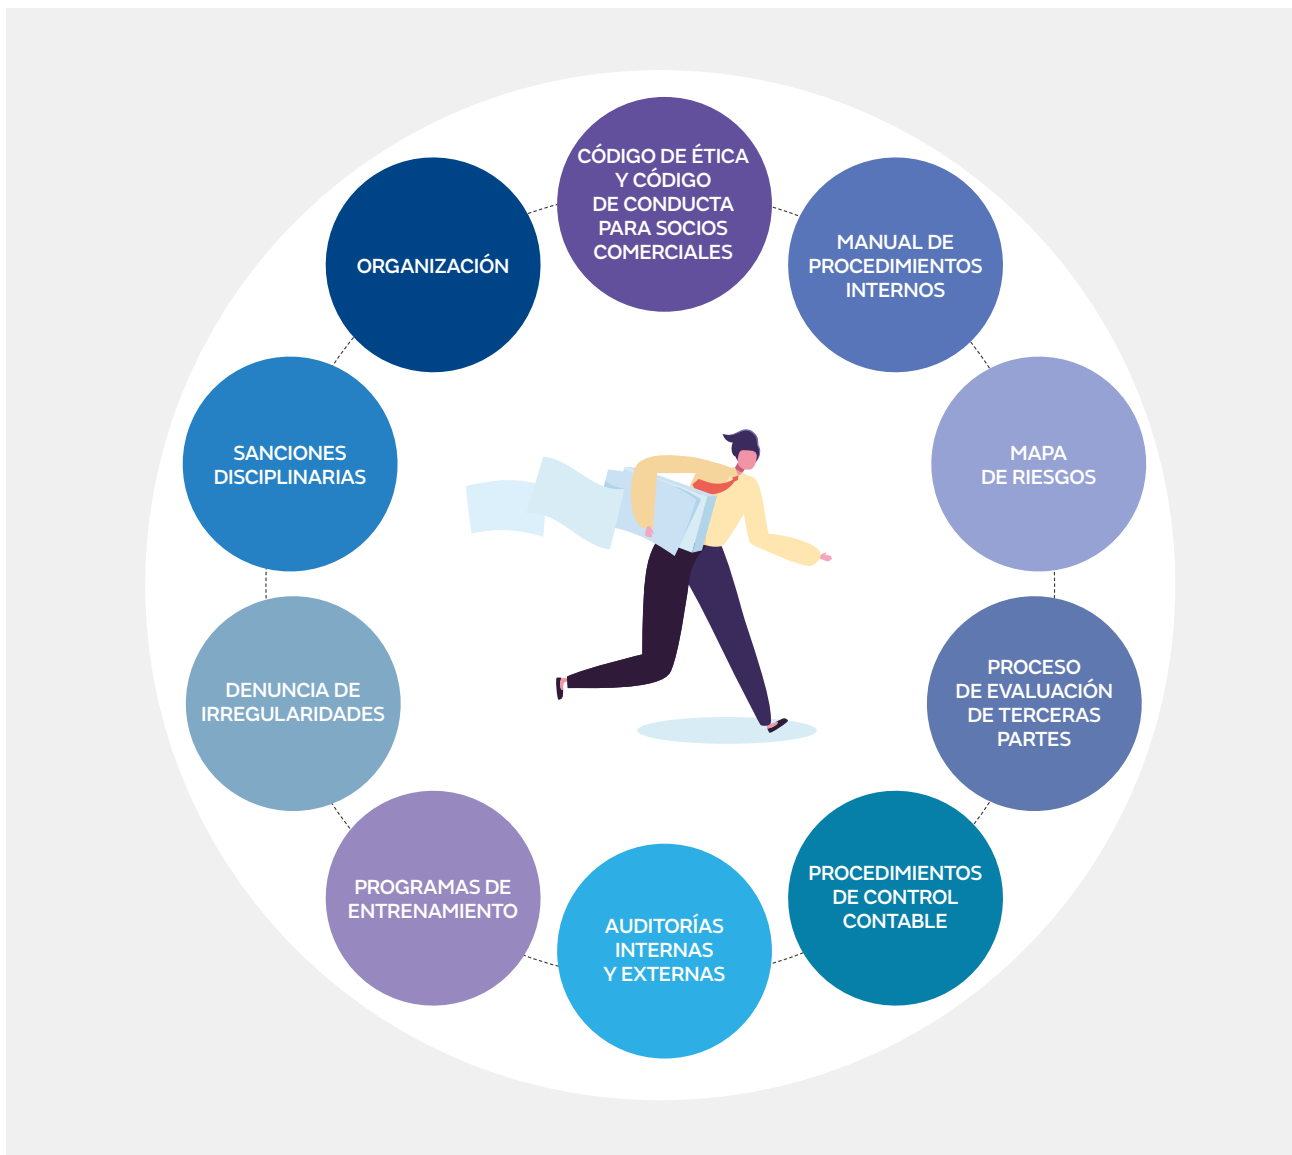 CÓDIGO DE ÉTICA
Y CÓDIGO
DE CONDUCTA
PARA SOCIOS
COMERCIALES
MANUAL DE
PROCEDIMIENTOS
INTERNOS
MAPA
DE RIESGOS
PROCESO
DE EVALUACIÓN
DE TERCERAS
PARTES
PROCEDIMIENTOS
DE CONTROL
CONTABLE
AUDITORÍAS
INTERNAS
Y EXTERNAS
PROGRAMAS DE
ENTRENAMIENTO
DENUNCIA DE
IRREGULARIDADES
SANCIONES
DISCIPLINARIAS
ORGANIZACIÓN